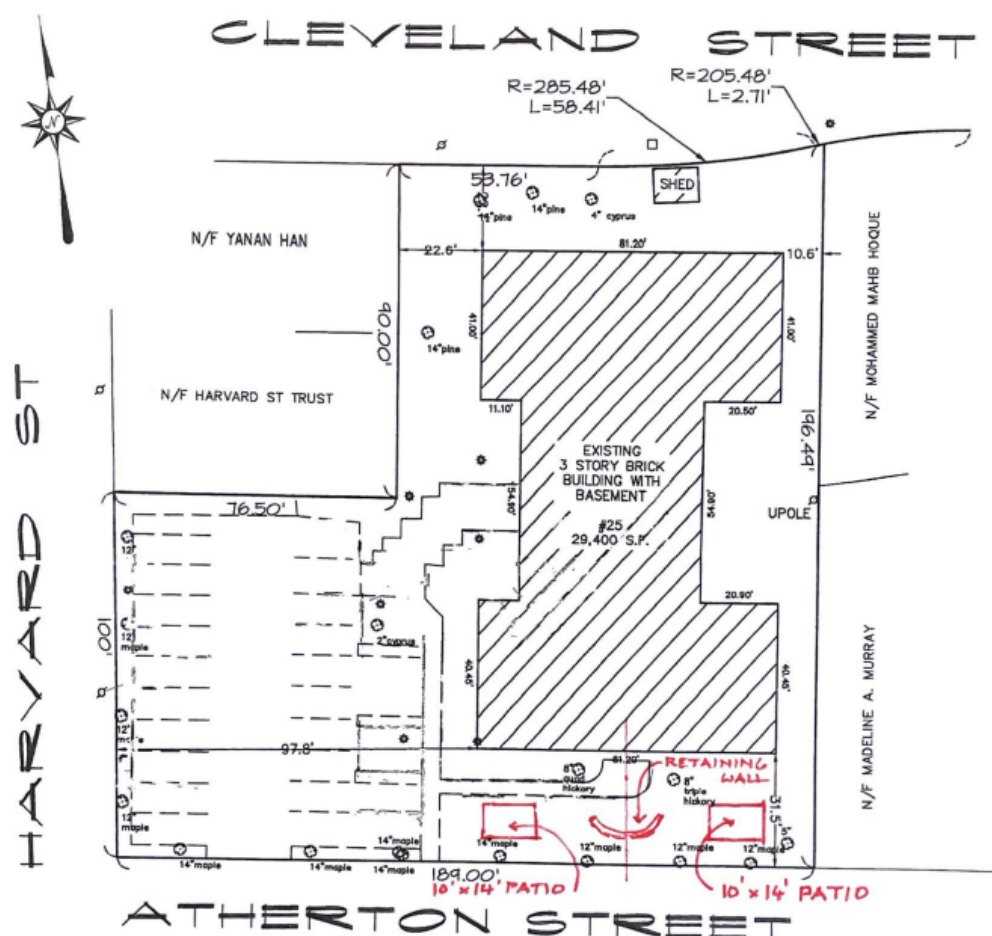 CLEVELAND STREET
R=285.48'
L=58.41'
R=205.48'
L=2.71'
N
53.76'
SHED
14"pine
14"pine
4" cyprus
N/F YANAN HAN
22.6'
81.20'
10.6'
N/F MOHAMMED MAHB HOQUE
41.00'
41.00'
90.00'
14"pine
N/F HARVARD ST TRUST
11.10'
20.50'
196.49'
EXISTING
3 STORY BRICK
BUILDING WITH
BASEMENT
#25
29,400 S.F.
54.90'
54.90'
UPOLE
76.50'
HARVARD ST
100'
12"
12"
maple
2"cyprus
20.90'
40.45'
40.45'
N/F MADELINE A. MURRAY
12"
97.8'
81.20'
RETAINING
WALL
8"
hickory
8"
triple
hickory
31.5'
12"
maple
14"maple
14"maple
14"maple
14"maple
14"maple
12"maple
12"maple
12"maple
189.00'
10'x14' PATIO
10'x14' PATIO
ATHERTON STREET